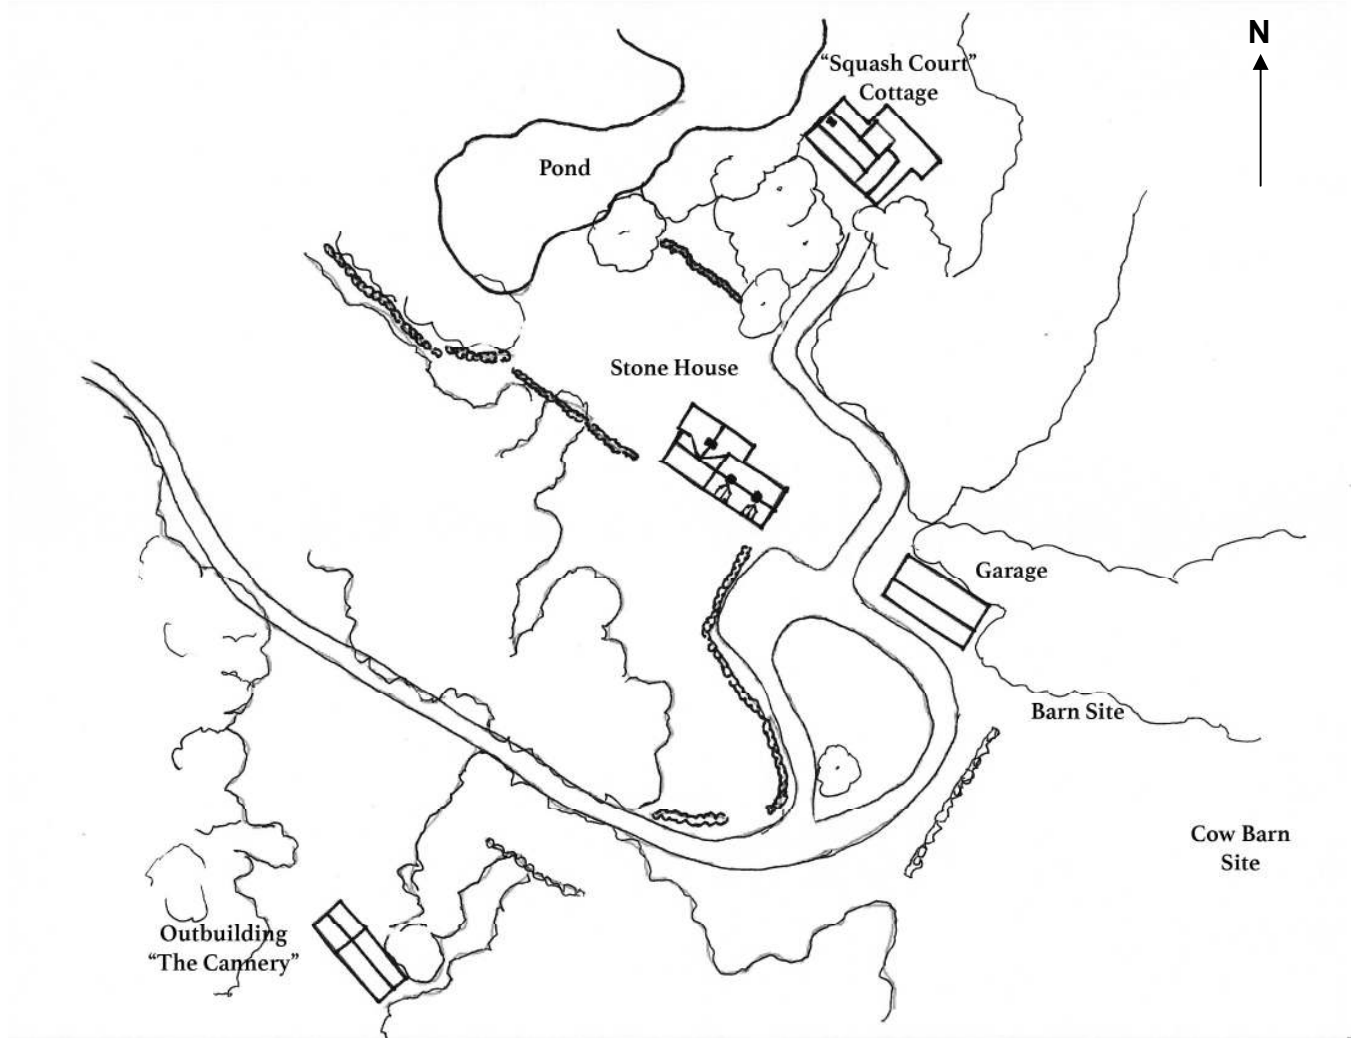 N
“Squash Court”
Cottage
Pond
Stone House
Garage
Barn Site
Cow Barn
Site
Outbuilding
“The Cannery”